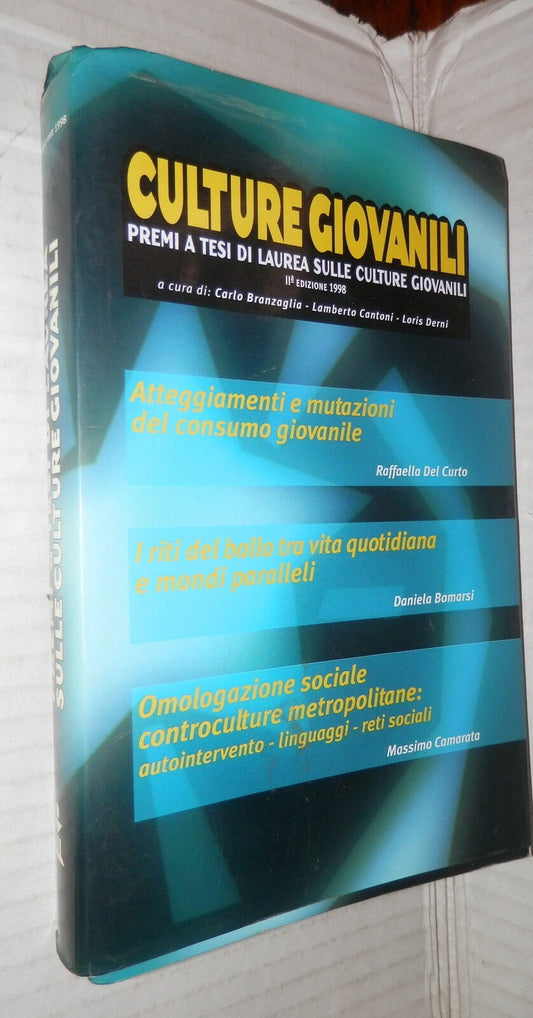 CULTURE GIOVANILI
PREMI A TESI DI LAUREA SULLE CULTURE GIOVANILI
IIª EDIZIONE 1998
a cura di: Carlo Branzaglia - Lamberto Cantoni - Loris Derni
Atteggiamenti e mutazioni
del consumo giovanile
Raffaella Del Curto
I riti del ballo tra vita quotidiana
e mondi paralleli
Daniela Bomarsi
Omologazione sociale
controculture metropolitane:
autointervento - linguaggi - reti sociali
Massimo Camarata
1998
SULLE CULTURE GIOVANILI